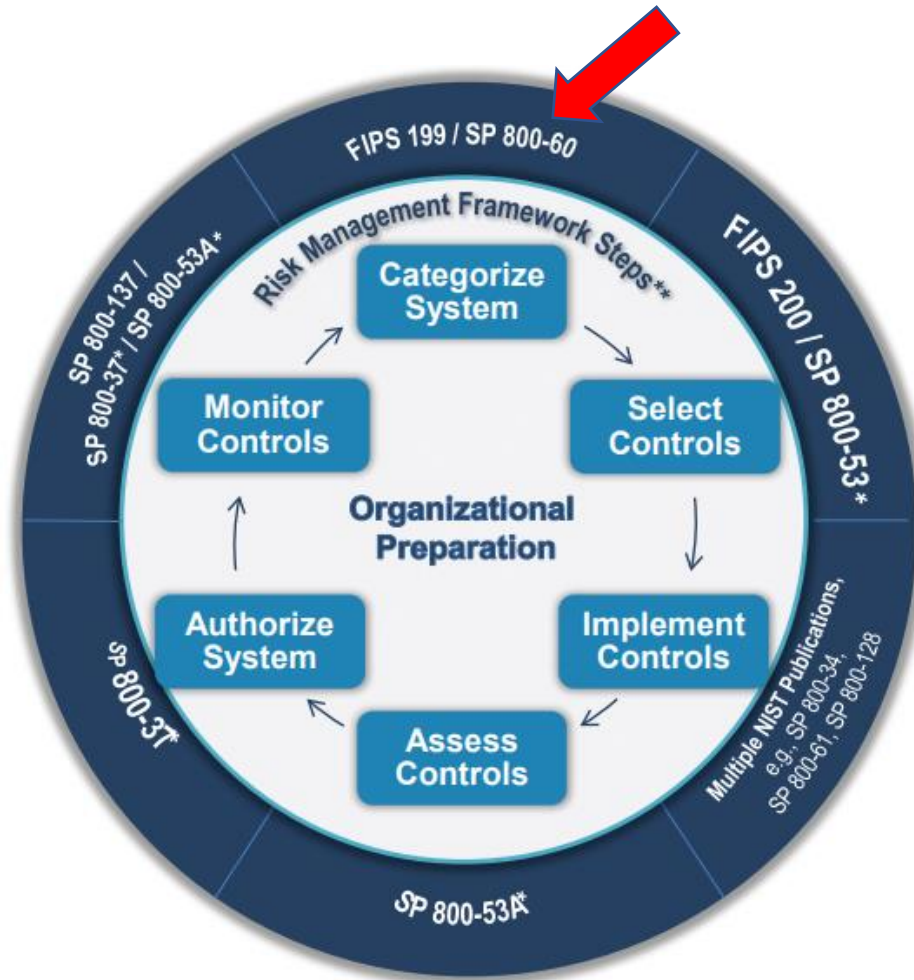 FIPS 199 / SP 800-60
FIPS 200 / SP 800-53*
Multiple NIST Publications,
e.g., SP 800-34,
SP 800-61, SP 800-128
SP 800-53A*
SP 800-37*
SP 800-137 /
SP 800-37* / SP 800-53A*
Risk Management Framework Steps**
Categorize
System
Select
Controls
Implement
Controls
Assess
Controls
Authorize
System
Monitor
Controls
Organizational
Preparation